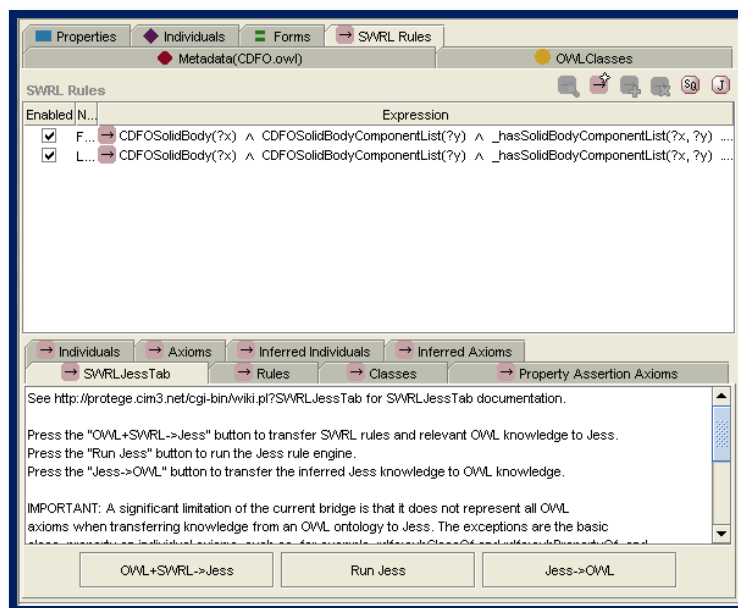 Properties Individuals Forms SWRL Rules
Metadata(CDFO.owl) OWLClasses
SWRL Rules SQ J
Enabled N... Expression
F... CDFOSolidBody(?x) ∧ CDFOSolidBodyComponentList(?y) ∧ _hasSolidBodyComponentList(?x, ?y) ....
L... CDFOSolidBody(?x) ∧ CDFOSolidBodyComponentList(?y) ∧ _hasSolidBodyComponentList(?x, ?y) ....
Individuals Axioms Inferred Individuals Inferred Axioms
SWRLJessTab Rules Classes Property Assertion Axioms
See http://protege.cim3.net/cgi-bin/wiki.pl?SWRLJessTab for SWRLJessTab documentation.
Press the "OWL+SWRL->Jess" button to transfer SWRL rules and relevant OWL knowledge to Jess.
Press the "Run Jess" button to run the Jess rule engine.
Press the "Jess->OWL" button to transfer the inferred Jess knowledge to OWL knowledge.
IMPORTANT: A significant limitation of the current bridge is that it does not represent all OWL
axioms when transferring knowledge from an OWL ontology to Jess. The exceptions are the basic
OWL+SWRL->Jess Run Jess Jess->OWL